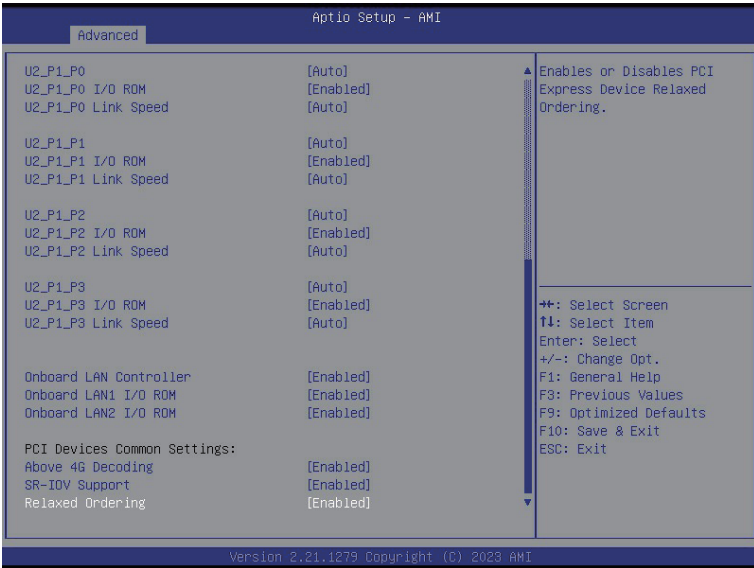 Aptio Setup – AMI
Advanced
U2_P1_P0 [Auto]
U2_P1_P0 I/O ROM [Enabled]
U2_P1_P0 Link Speed [Auto]
U2_P1_P1 [Auto]
U2_P1_P1 I/O ROM [Enabled]
U2_P1_P1 Link Speed [Auto]
U2_P1_P2 [Auto]
U2_P1_P2 I/O ROM [Enabled]
U2_P1_P2 Link Speed [Auto]
U2_P1_P3 [Auto]
U2_P1_P3 I/O ROM [Enabled]
U2_P1_P3 Link Speed [Auto]
Onboard LAN Controller [Enabled]
Onboard LAN1 I/O ROM [Enabled]
Onboard LAN2 I/O ROM [Enabled]
PCI Devices Common Settings:
Above 4G Decoding [Enabled]
SR-IOV Support [Enabled]
Relaxed Ordering [Enabled]
Enables or Disables PCI
Express Device Relaxed
Ordering.
→←: Select Screen
↑↓: Select Item
Enter: Select
+/-: Change Opt.
F1: General Help
F3: Previous Values
F9: Optimized Defaults
F10: Save & Exit
ESC: Exit
Version 2.21.1279 Copyright (C) 2023 AMI